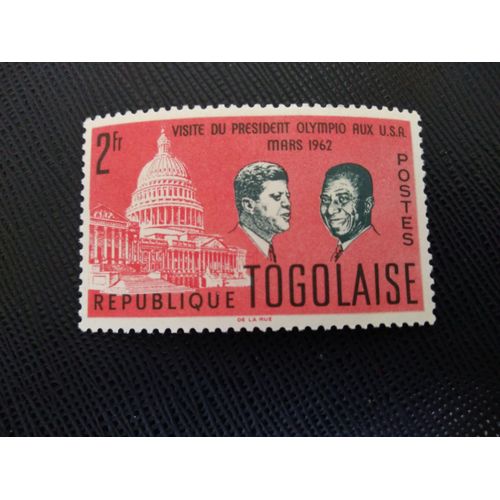 2Fr
VISITE DU PRESIDENT OLYMPIO AUX U.S.A.
MARS 1962
POSTES
REPUBLIQUE TOGOLAISE
DE LA RUE